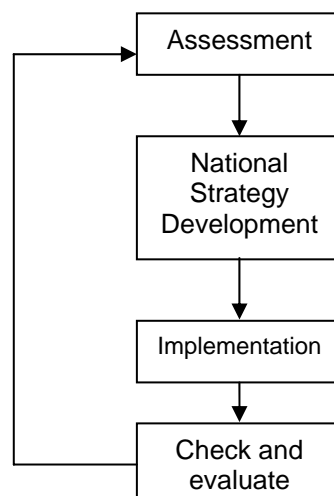 Assessment
National
Strategy
Development
Implementation
Check and
evaluate